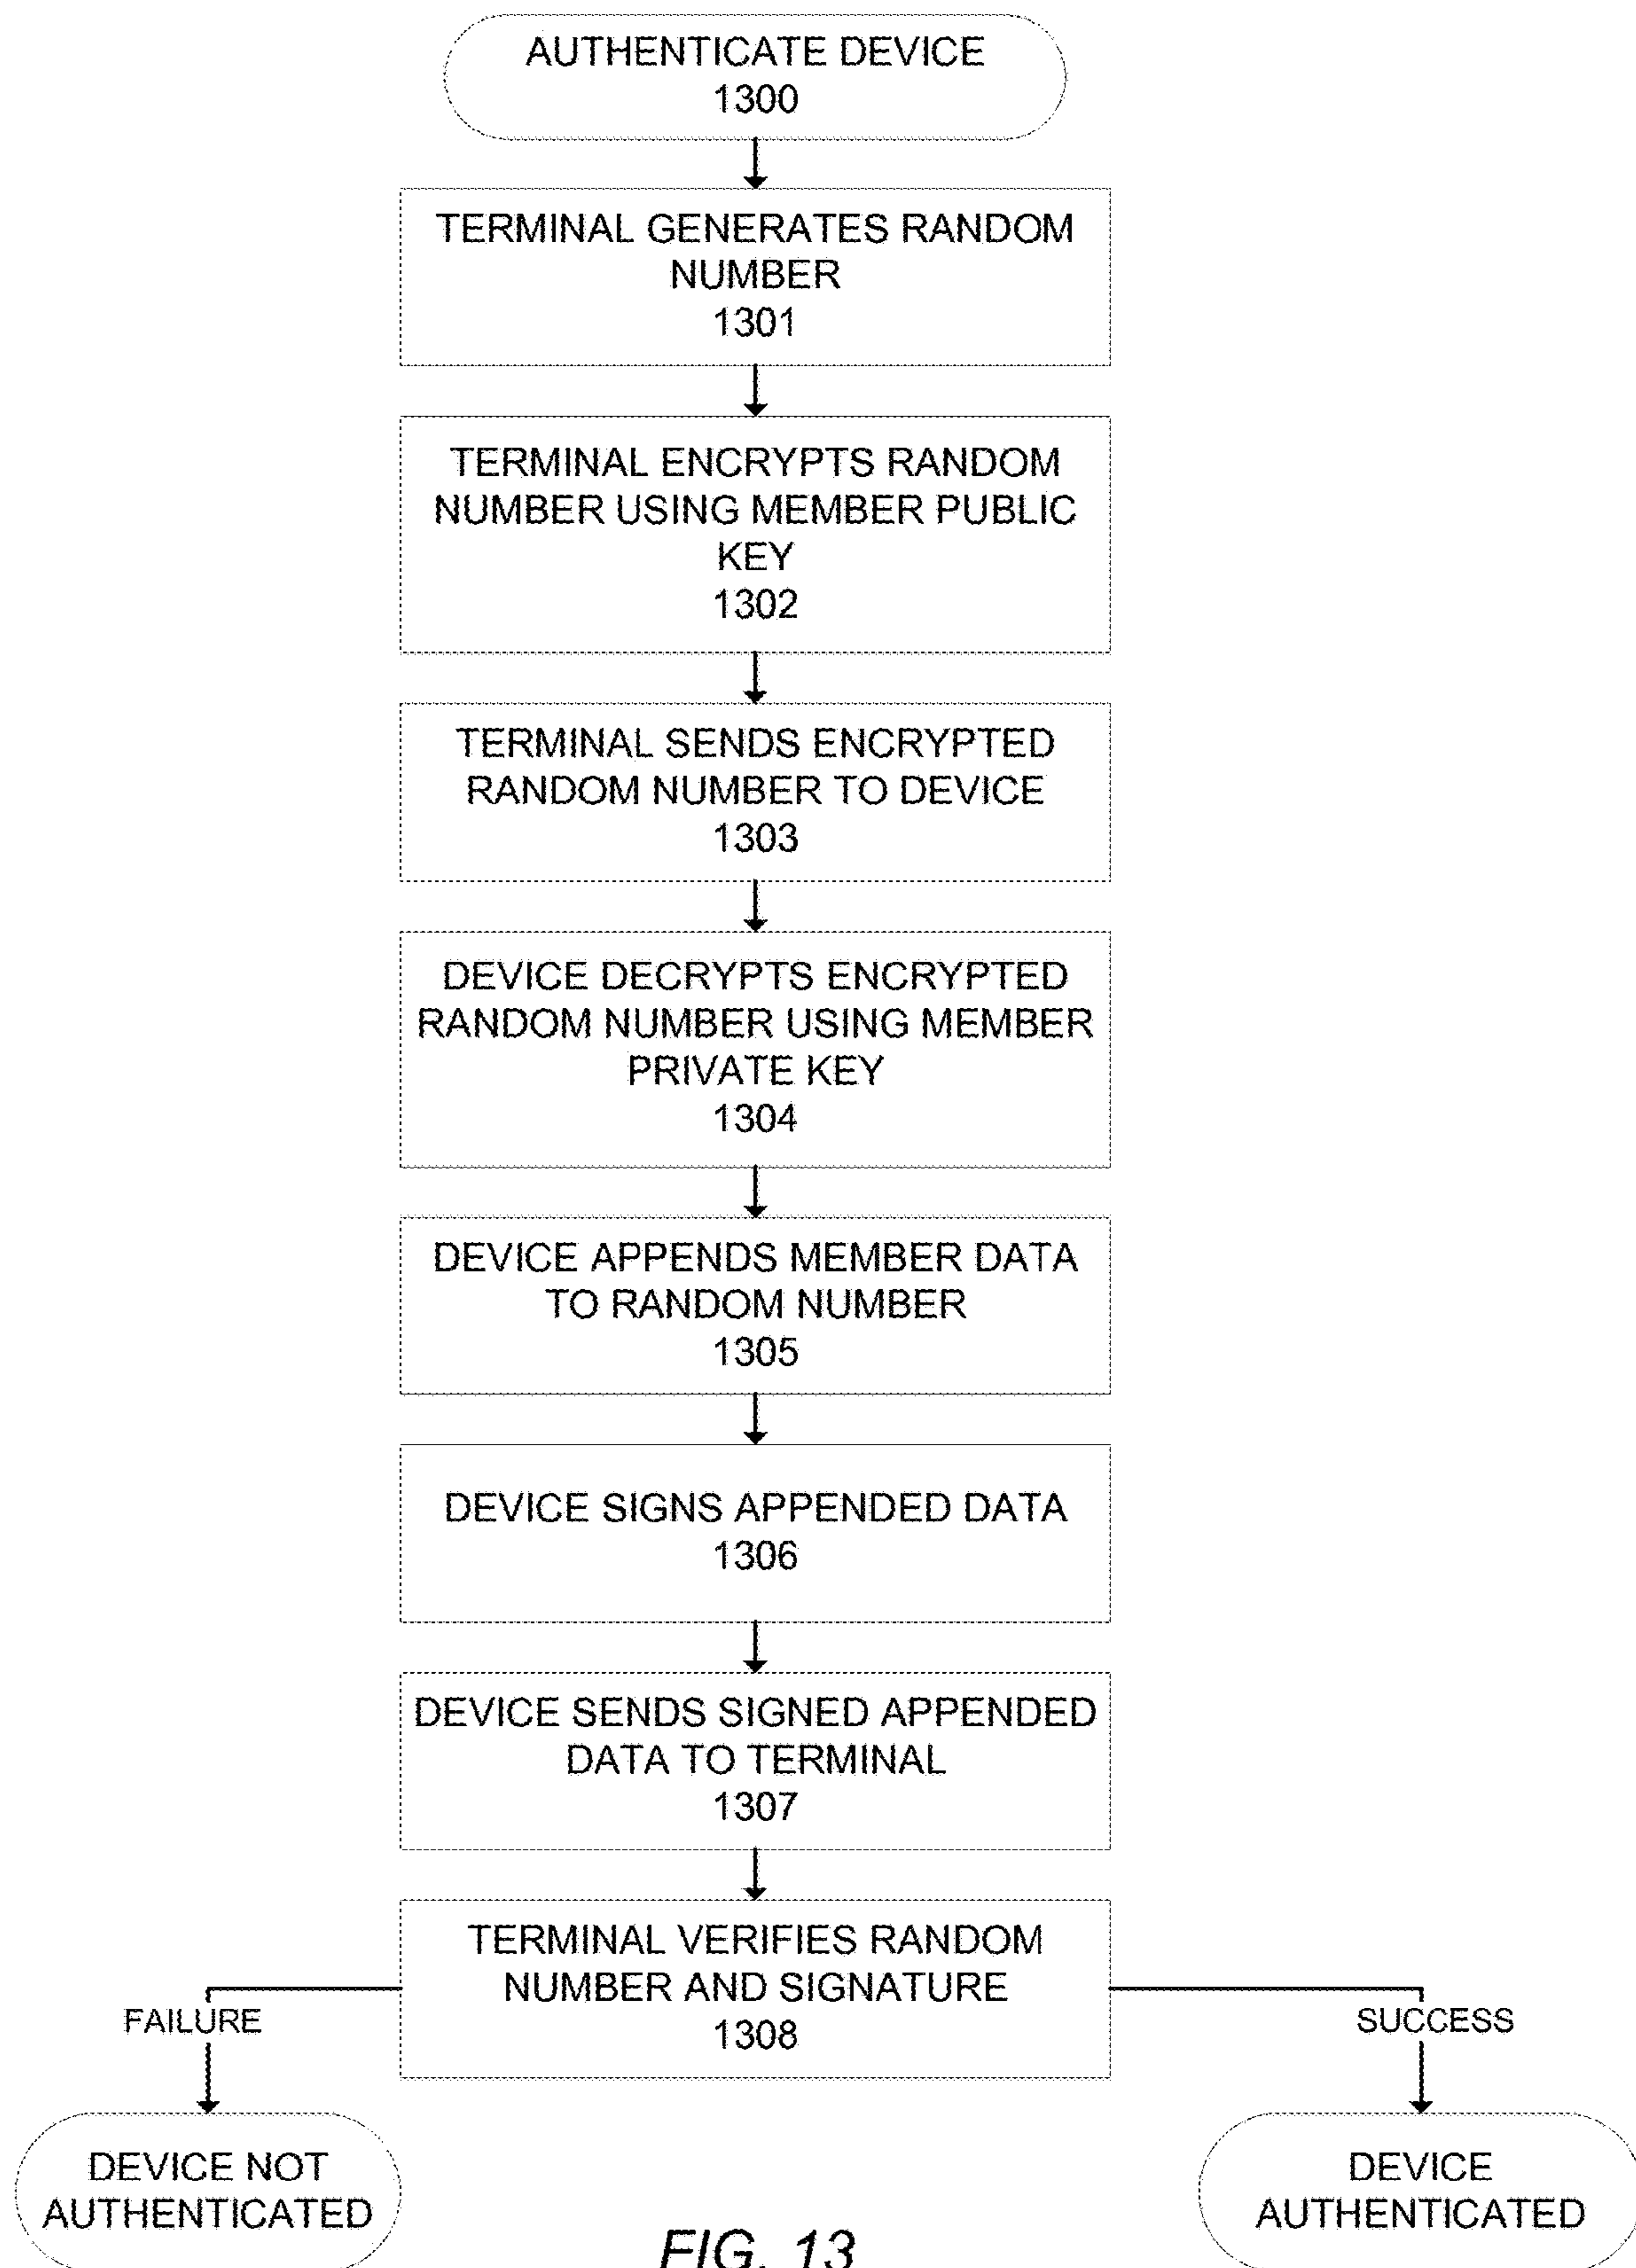 AUTHENTICATE DEVICE
1300
TERMINAL GENERATES RANDOM
NUMBER
1301
TERMINAL ENCRYPTS RANDOM
NUMBER USING MEMBER PUBLIC
KEY
1302
TERMINAL SENDS ENCRYPTED
RANDOM NUMBER TO DEVICE
1303
DEVICE DECRYPTS ENCRYPTED
RANDOM NUMBER USING MEMBER
PRIVATE KEY
1304
DEVICE APPENDS MEMBER DATA
TO RANDOM NUMBER
1305
DEVICE SIGNS APPENDED DATA
1306
DEVICE SENDS SIGNED APPENDED
DATA TO TERMINAL
1307
TERMINAL VERIFIES RANDOM
NUMBER AND SIGNATURE
1308
FAILURE
SUCCESS
DEVICE NOT
AUTHENTICATED
DEVICE
AUTHENTICATED
FIG. 13